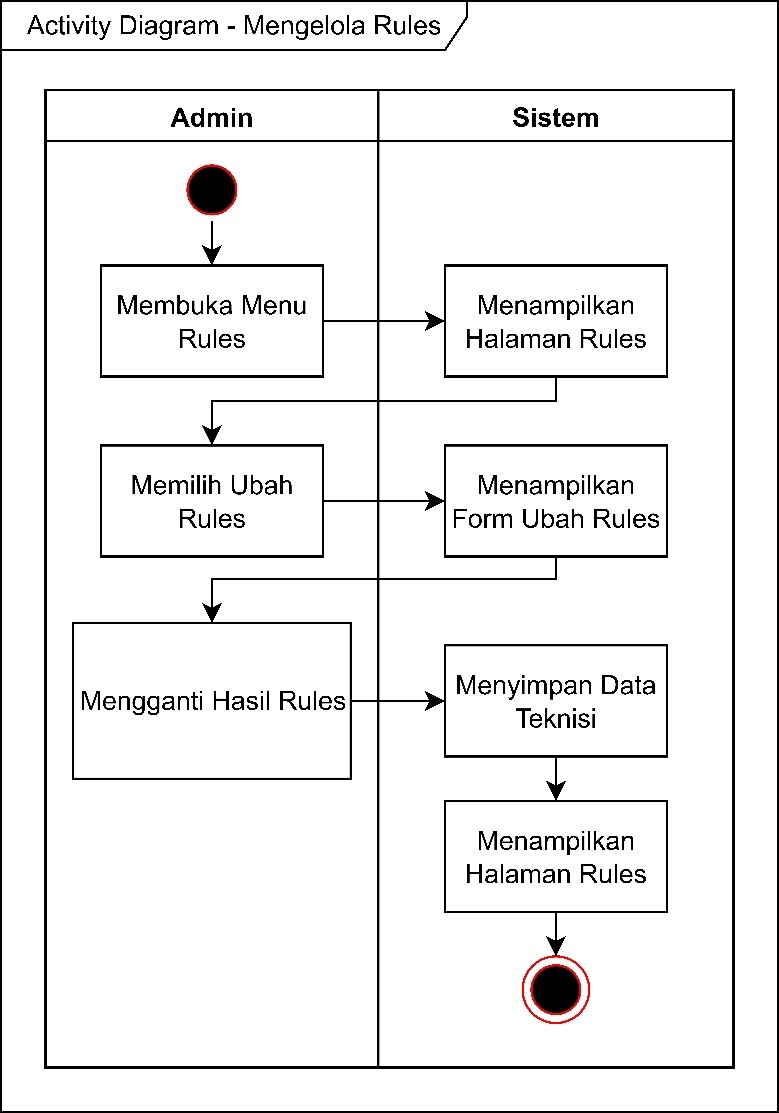 Activity Diagram - Mengelola Rules
Admin
Sistem
Membuka Menu
Rules
Menampilkan
Halaman Rules
Memilih Ubah
Rules
Menampilkan
Form Ubah Rules
Mengganti Hasil Rules
Menyimpan Data
Teknisi
Menampilkan
Halaman Rules